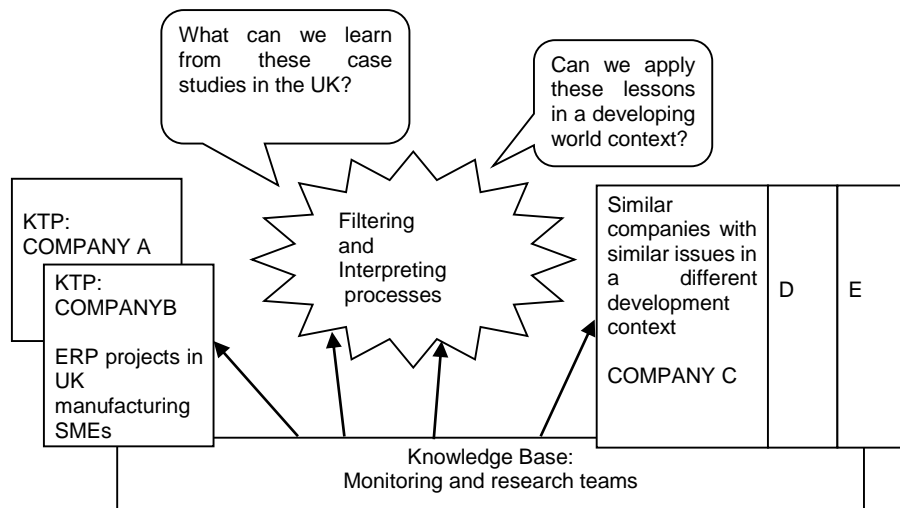 What can we learn
from these case
studies in the UK?
Can we apply
these lessons
in a developing
world context?
KTP:
COMPANY A
KTP:
COMPANYB
ERP projects in
UK
manufacturing
SMEs
Filtering
and
Interpreting
processes
Similar
companies with
similar issues in
a different
development
context
COMPANY C
D
E
Knowledge Base:
Monitoring and research teams